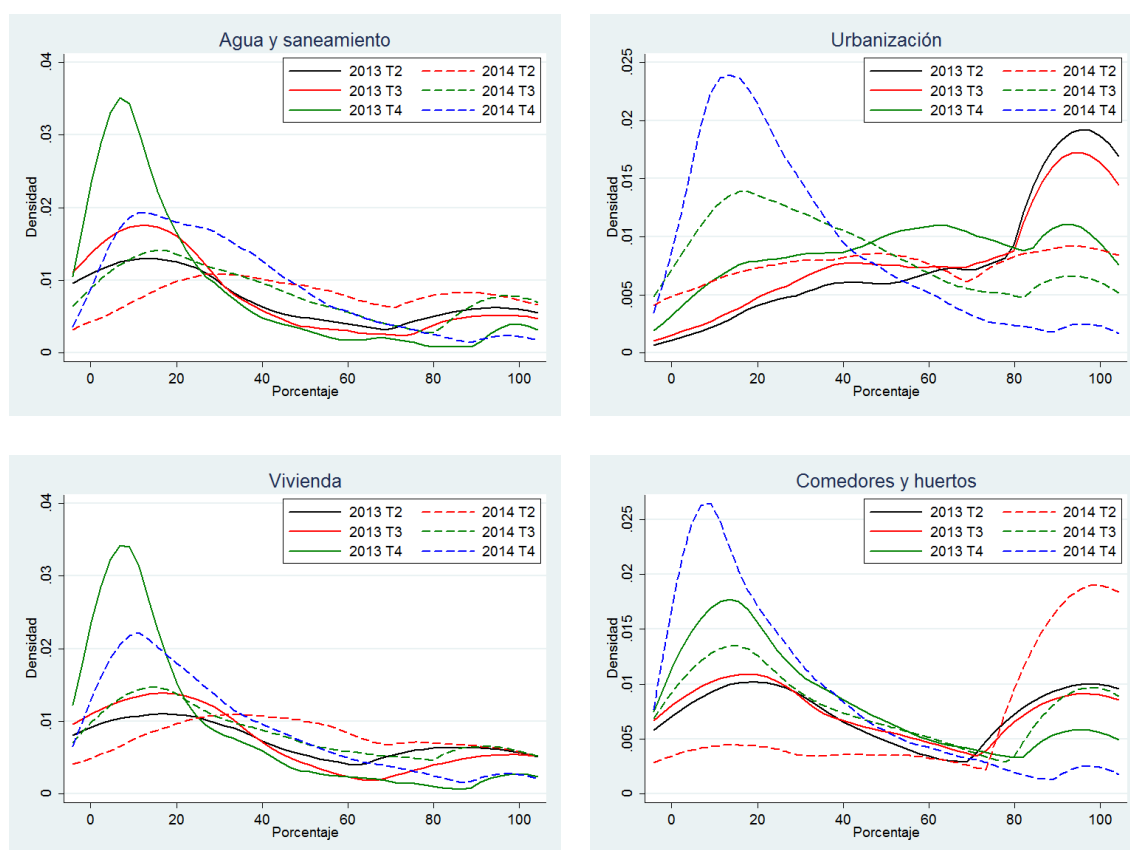 Agua y saneamiento
2013 T2 2014 T2
2013 T3 2014 T3
2013 T4 2014 T4
Densidad
.04
.03
.02
.01
0
0 20 40 60 80 100
Porcentaje
Urbanización
2013 T2 2014 T2
2013 T3 2014 T3
2013 T4 2014 T4
Densidad
.025
.02
.015
.01
.005
0
0 20 40 60 80 100
Porcentaje
Vivienda
2013 T2 2014 T2
2013 T3 2014 T3
2013 T4 2014 T4
Densidad
.04
.03
.02
.01
0
0 20 40 60 80 100
Porcentaje
Comedores y huertos
2013 T2 2014 T2
2013 T3 2014 T3
2013 T4 2014 T4
Densidad
.025
.02
.015
.01
.005
0
0 20 40 60 80 100
Porcentaje